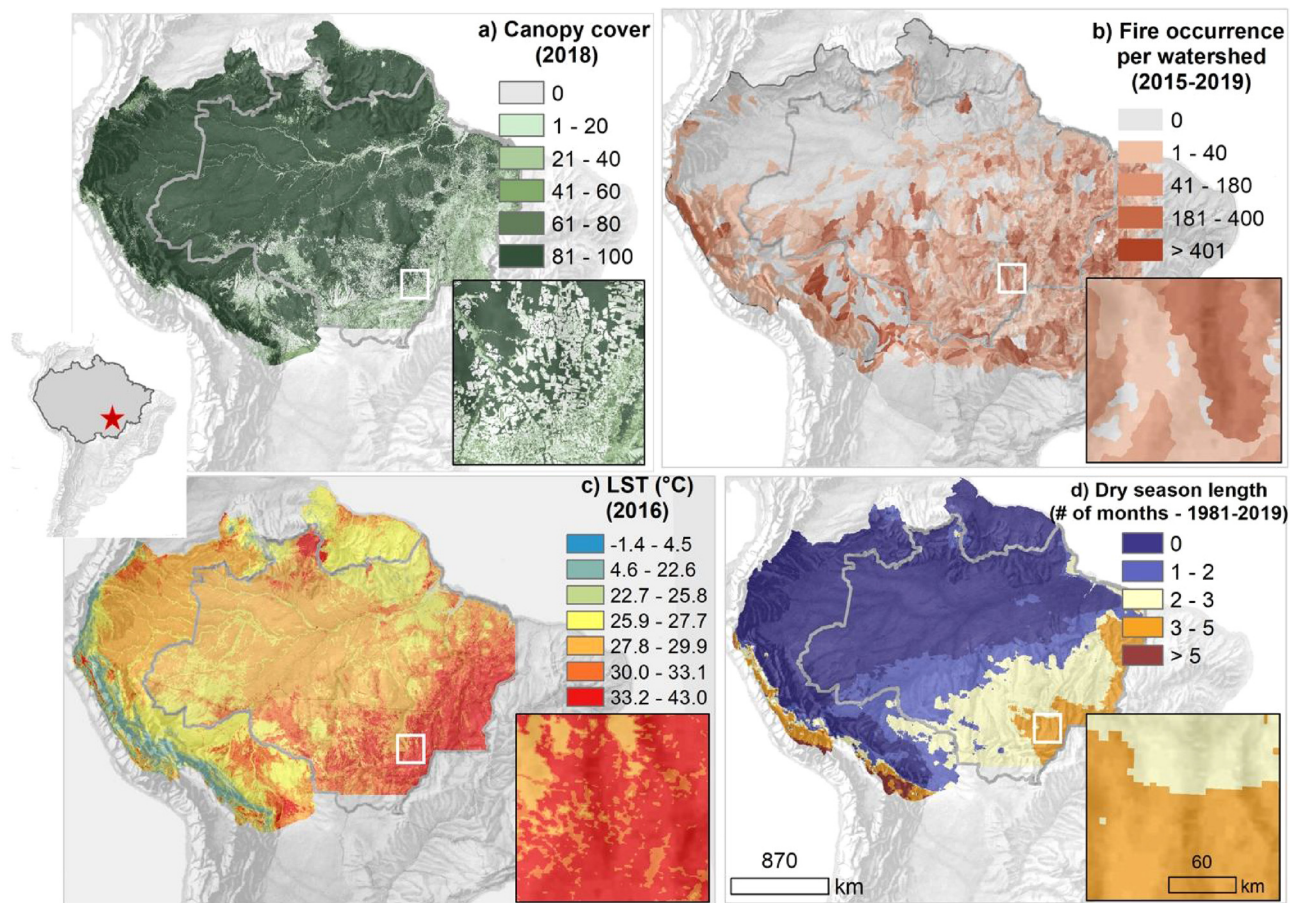 a) Canopy cover
(2018)
0
1 - 20
21 - 40
41 - 60
61 - 80
81 - 100
b) Fire occurrence
per watershed
(2015-2019)
0
1 - 40
41 - 180
181 - 400
> 401
c) LST (°C)
(2016)
-1.4 - 4.5
4.6 - 22.6
22.7 - 25.8
25.9 - 27.7
27.8 - 29.9
30.0 - 33.1
33.2 - 43.0
d) Dry season length
(# of months - 1981-2019)
0
1 - 2
2 - 3
3 - 5
> 5
870
km
60
km